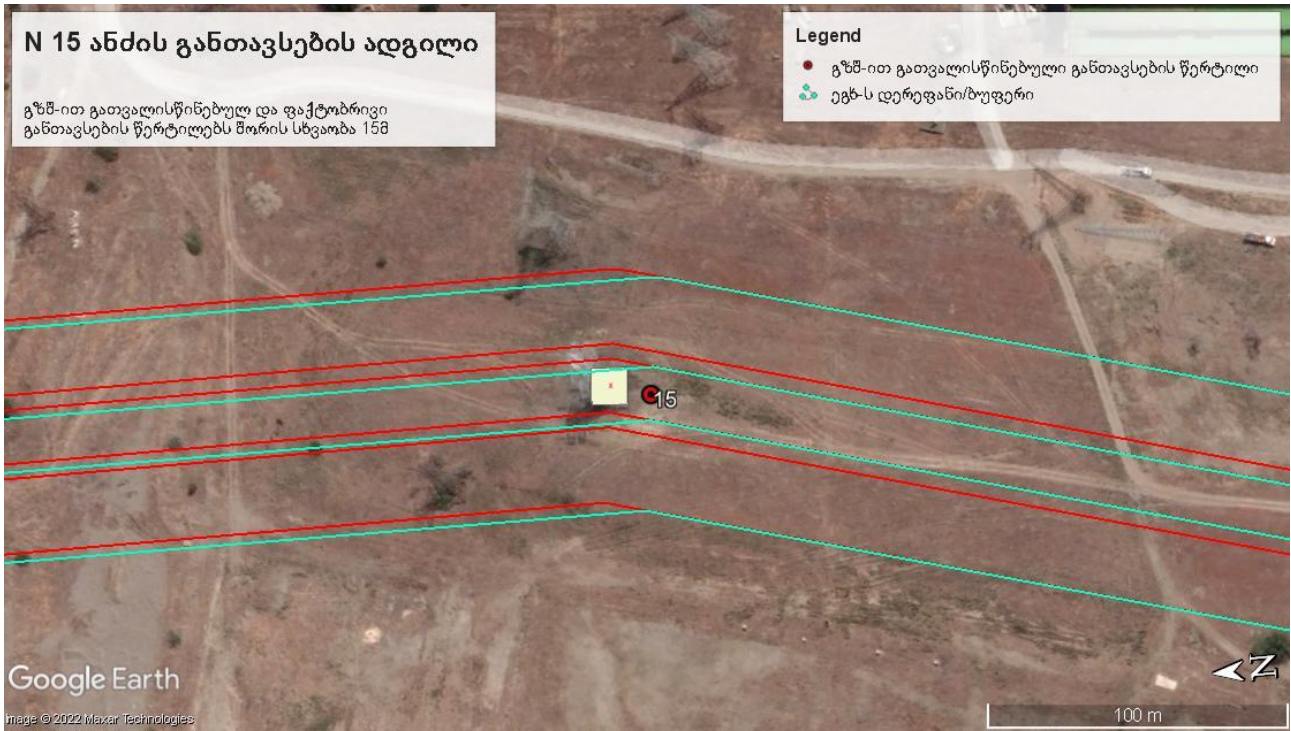 N 15 ანძის განთავსების ადგილი
გზშ-ით გათვალისწინებულ და ფაქტობრივი
განთავსების წერტილებს შორის სხვაობა 15მ
Legend
გზშ-ით გათვალისწინებული განთავსების წერტილი
ეგხ-ს დერეფანი/ბუფერი
x
15
Google Earth
Image © 2022 Maxar Technologies
N
100 m